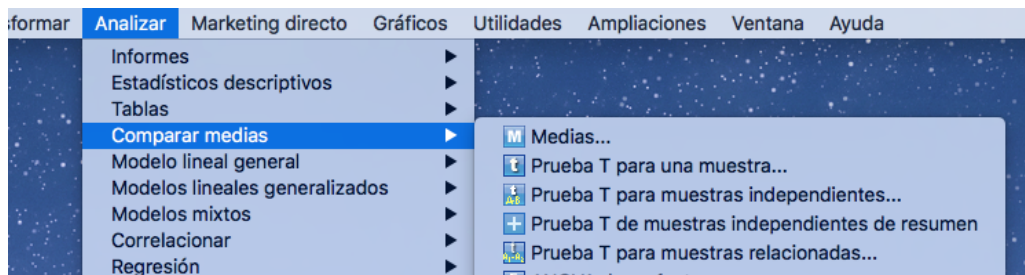 sformar Analizar Marketing directo Gráficos Utilidades Ampliaciones Ventana Ayuda
Informes
Estadísticos descriptivos
Tablas
Comparar medias
Modelo lineal general
Modelos lineales generalizados
Modelos mixtos
Correlacionar
Regresión
M Medias...
t Prueba T para una muestra...
Prueba T para muestras independientes...
Prueba T de muestras independientes de resumen
Prueba T para muestras relacionadas...